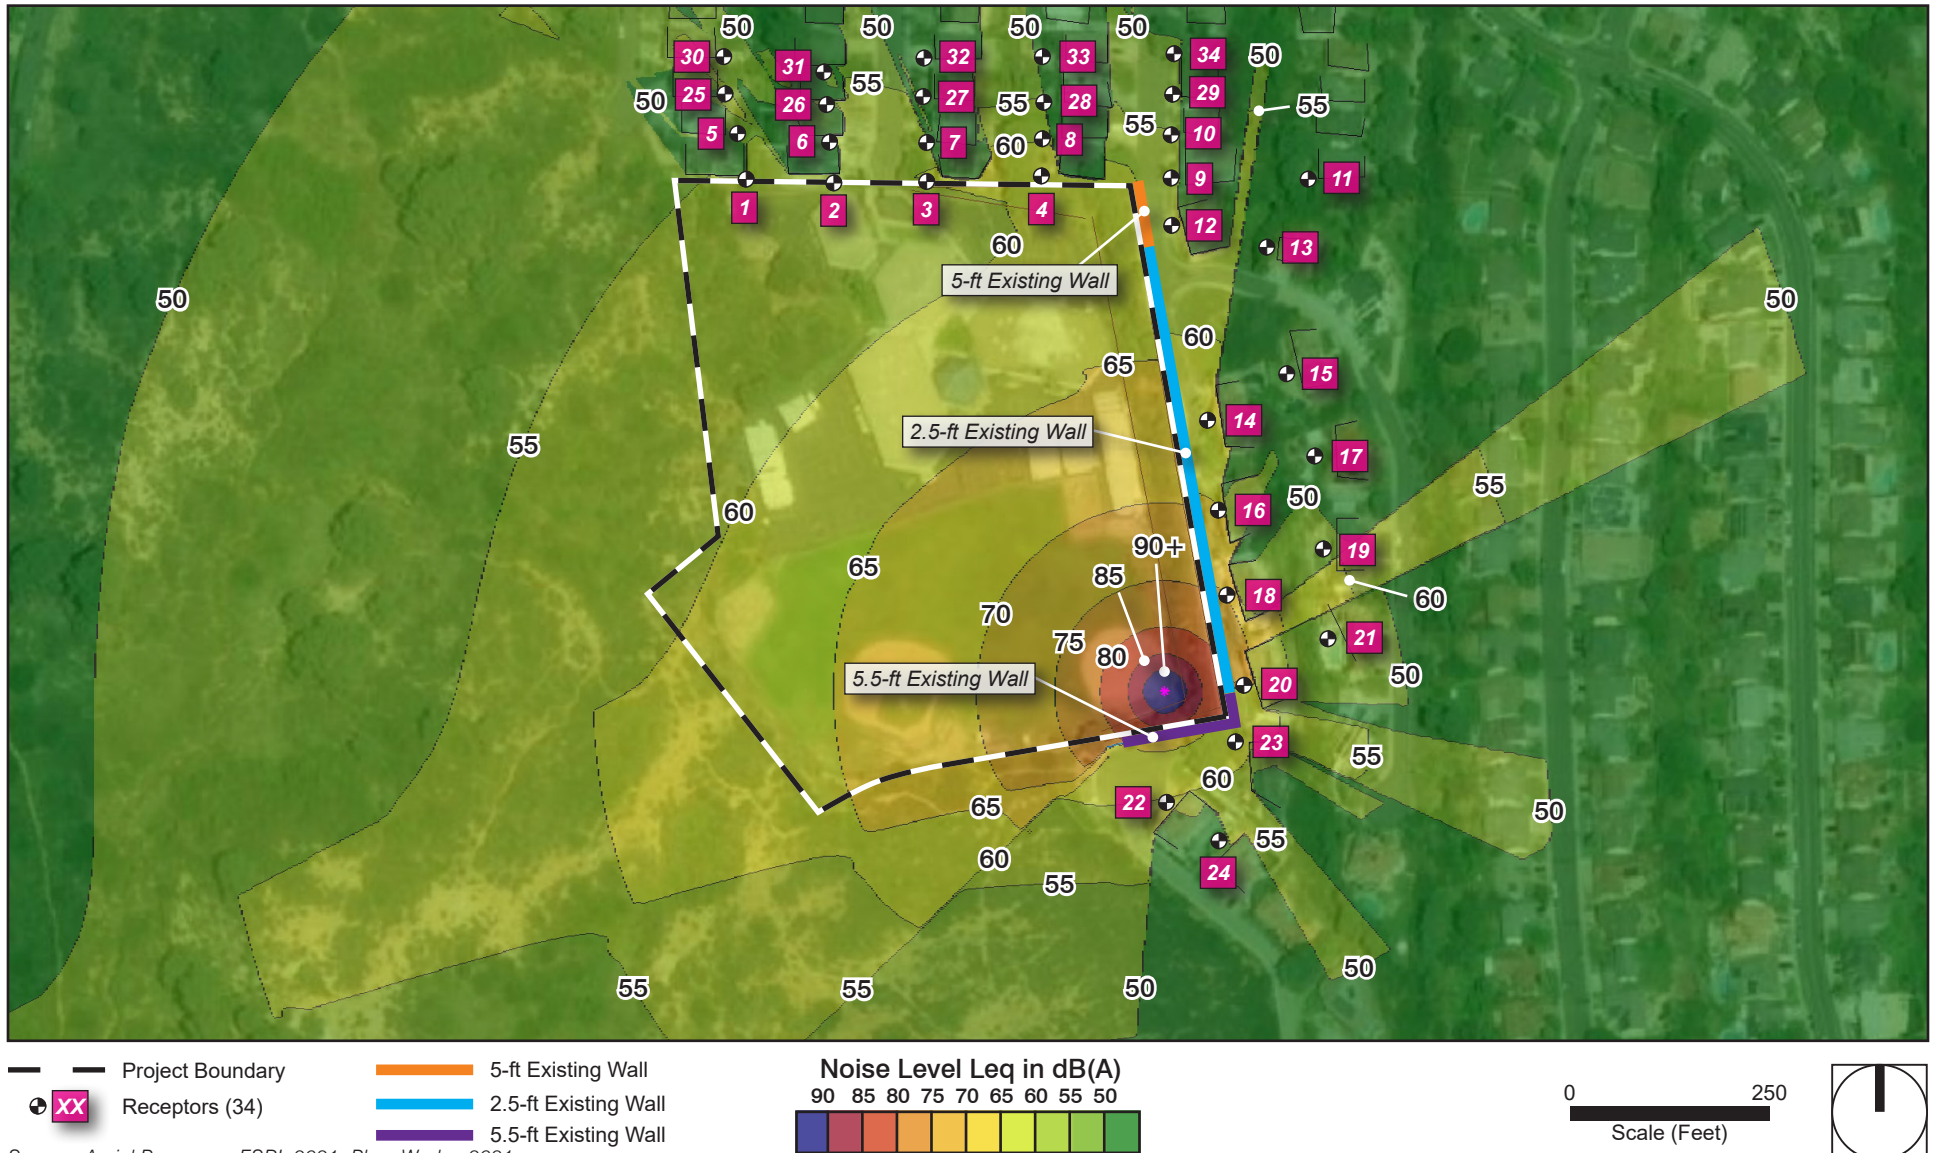 50 50 50 50
30 31 32 33 34 50
25 26 27 28 29
50 55 55 55 55
5 6 7 8 10
60
9 11
1 2 3 4
12
60 13
50 50
5-ft Existing Wall
60
65 15
55 14
2.5-ft Existing Wall
17
55
60 50 16
90+ 19
65 85
18 60
70
75 80 21
5.5-ft Existing Wall 50
20
23
55
60
22 65 50
55
60 24
55
50
55 55 50
Project Boundary
XX Receptors (34)
5-ft Existing Wall
2.5-ft Existing Wall
5.5-ft Existing Wall
Noise Level Leq in dB(A)
90 85 80 75 70 65 60 55 50
0 250
Scale (Feet)